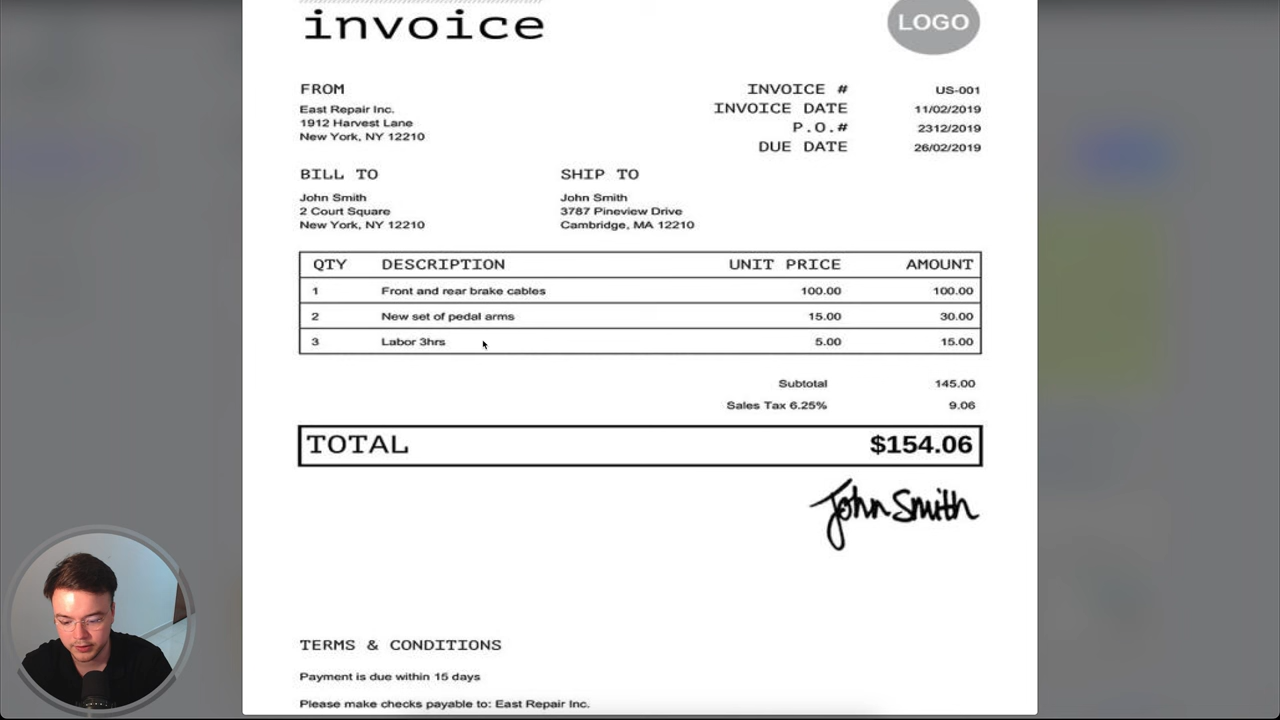 invoice
LOGO
FROM
East Repair Inc.
1912 Harvest Lane
New York, NY 12210
INVOICE # US-001
INVOICE DATE 11/02/2019
P.O.# 2312/2019
DUE DATE 26/02/2019
BILL TO
John Smith
2 Court Square
New York, NY 12210
SHIP TO
John Smith
3787 Pineview Drive
Cambridge, MA 12210
QTY DESCRIPTION UNIT PRICE AMOUNT
1 Front and rear brake cables 100.00 100.00
2 New set of pedal arms 15.00 30.00
3 Labor 3hrs 5.00 15.00
Subtotal 145.00
Sales Tax 6.25% 9.06
TOTAL $154.06
John Smith
TERMS & CONDITIONS
Payment is due within 15 days
Please make checks payable to: East Repair Inc.